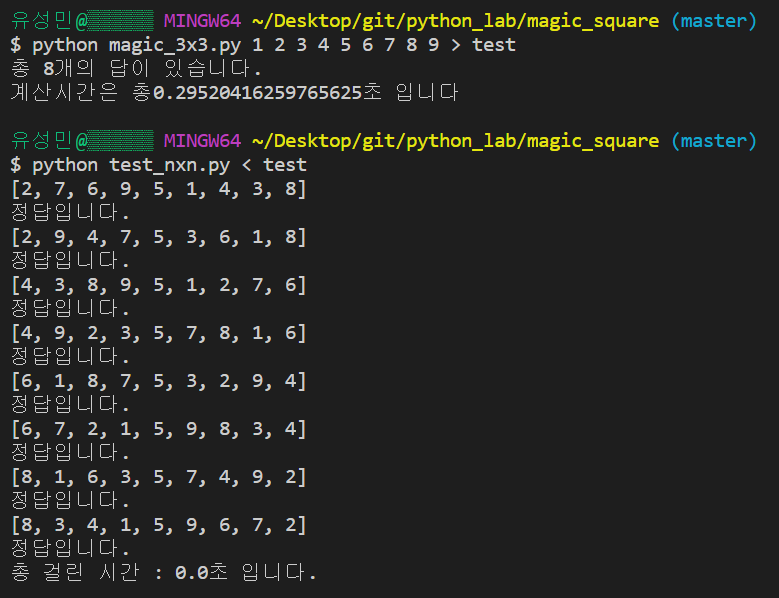 유성민@ MINGW64 ~/Desktop/git/python_lab/magic_square (master)
$ python magic_3x3.py 1 2 3 4 5 6 7 8 9 > test
총 8개의 답이 있습니다.
계산시간은 총0.29520416259765625초 입니다
유성민@ MINGW64 ~/Desktop/git/python_lab/magic_square (master)
$ python test_nxn.py < test
[2, 7, 6, 9, 5, 1, 4, 3, 8]
정답입니다.
[2, 9, 4, 7, 5, 3, 6, 1, 8]
정답입니다.
[4, 3, 8, 9, 5, 1, 2, 7, 6]
정답입니다.
[4, 9, 2, 3, 5, 7, 8, 1, 6]
정답입니다.
[6, 1, 8, 7, 5, 3, 2, 9, 4]
정답입니다.
[6, 7, 2, 1, 5, 9, 8, 3, 4]
정답입니다.
[8, 1, 6, 3, 5, 7, 4, 9, 2]
정답입니다.
[8, 3, 4, 1, 5, 9, 6, 7, 2]
정답입니다.
총 걸린 시간 : 0.0초 입니다.